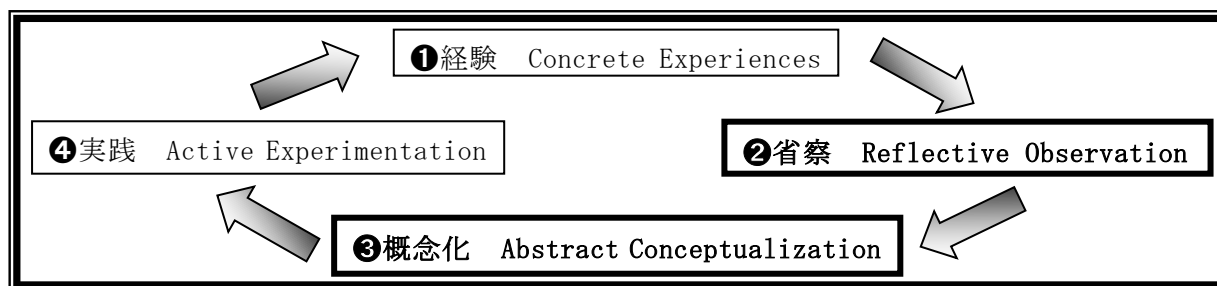 ❶経験　Concrete Experiences
❷省察　Reflective Observation
❸概念化　Abstract Conceptualization
❹実践　Active Experimentation